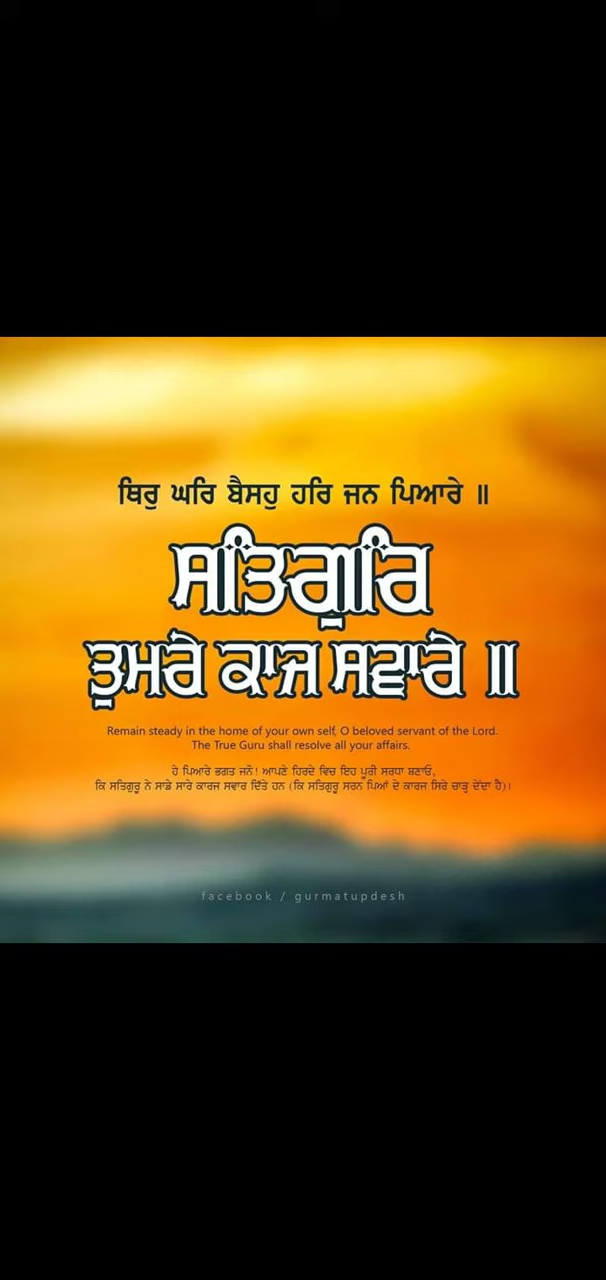 ਥਿਰੁ ਘਰਿ ਬੈਸਹੁ ਹਰਿ ਜਨ ਪਿਆਰੇ ॥
ਸਤਿਗੁਰਿ
ਤੁਮਰੇ ਕਾਜ ਸਵਾਰੇ ॥
Remain steady in the home of your own self, O beloved servant of the Lord.
The True Guru shall resolve all your affairs.
ਹੇ ਪਿਆਰੇ ਭਗਤ ਜਨੋ! ਆਪਣੇ ਹਿਰਦੇ ਵਿਚ ਇਹ ਪੂਰੀ ਸਰਧਾ ਬਣਾਓ,
ਕਿ ਸਤਿਗੁਰੂ ਨੇ ਸਾਡੇ ਸਾਰੇ ਕਾਰਜ ਸਵਾਰ ਦਿੱਤੇ ਹਨ (ਕਿ ਸਤਿਗੁਰੂ ਸਰਨ ਪਿਆਂ ਦੇ ਕਾਰਜ ਸਿਰੇ ਚਾੜ੍ਹ ਦੇਂਦਾ ਹੈ)।
facebook / gurmatupdesh